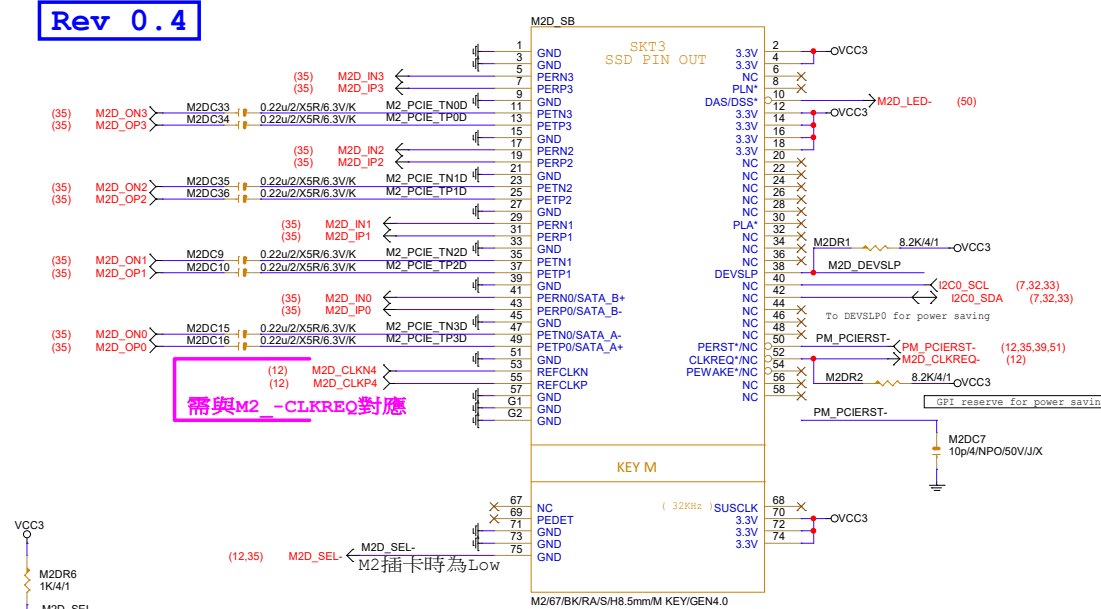 Rev 0.4
M2D_SB
SKT3
SSD PIN OUT
1 GND 3.3V 2 VCC3
3 GND 3.3V 4
(35) M2D_IN3 5 PERN3 NC 6
(35) M2D_IP3 7 PERP3 PLN* 8
9 GND DAS/DSS* 10 M2D_LED- (50)
(35) M2D_ON3 M2DC33 0.22u/2/X5R/6.3V/K M2_PCIE_TN0D 11 PETN3 3.3V 12 VCC3
(35) M2D_OP3 M2DC34 0.22u/2/X5R/6.3V/K M2_PCIE_TP0D 13 PETP3 3.3V 14
15 GND 3.3V 16
(35) M2D_IN2 17 PERN2 3.3V 18
(35) M2D_IP2 19 PERP2 NC 20
21 GND NC 22
(35) M2D_ON2 M2DC35 0.22u/2/X5R/6.3V/K M2_PCIE_TN1D 23 PETN2 NC 24
(35) M2D_OP2 M2DC36 0.22u/2/X5R/6.3V/K M2_PCIE_TP1D 25 PETP2 NC 26
27 GND NC 28
(35) M2D_IN1 29 PERN1 PLA* 30
(35) M2D_IP1 31 PERP1 NC 32
33 GND NC 34 M2DR1 8.2K/4/1 VCC3
(35) M2D_ON1 M2DC9 0.22u/2/X5R/6.3V/K M2_PCIE_TN2D 35 PETN1 NC 36
(35) M2D_OP1 M2DC10 0.22u/2/X5R/6.3V/K M2_PCIE_TP2D 37 PETP1 DEVSLP 38 M2D_DEVSLP
39 GND NC 40 I2C0_SCL (7,32,33)
(35) M2D_IN0 41 PERN0/SATA_B+ NC 42 I2C0_SDA (7,32,33)
(35) M2D_IP0 43 PERP0/SATA_B- NC 44
To DEVSLP0 for power saving
45 GND NC 46
(35) M2D_ON0 M2DC15 0.22u/2/X5R/6.3V/K M2_PCIE_TN3D 47 PETN0/SATA_A- NC 48
(35) M2D_OP0 M2DC16 0.22u/2/X5R/6.3V/K M2_PCIE_TP3D 49 PETP0/SATA_A+ PERST*/NC 50 PM_PCIERST- PM_PCIERST- (12,35,39,51)
51 GND CLKREQ*/NC 52 M2D_CLKREQ- (12)
(12) M2D_CLKN4 53 REFCLKN PEWAKE*/NC 54
(12) M2D_CLKP4 55 REFCLKP NC 56 M2DR2 8.2K/4/1 VCC3
57 GND NC 58
需與M2_-CLKREQ對應
GPI reserve for power savin
G1 GND
G2 GND
PM_PCIERST-
M2DC7
10p/4/NPO/50V/J/X
KEY M
67 NC ( 32KHz ) SUSCLK 68
69 PEDET 3.3V 70 VCC3
71 GND 3.3V 72
73 GND 3.3V 74
(12,35) M2D_SEL- M2D_SEL- 75 GND
M2插卡時為Low
VCC3
M2DR6
1K/4/1
M2D_SEL-
M2/67/BK/RA/S/H8.5mm/M KEY/GEN4.0